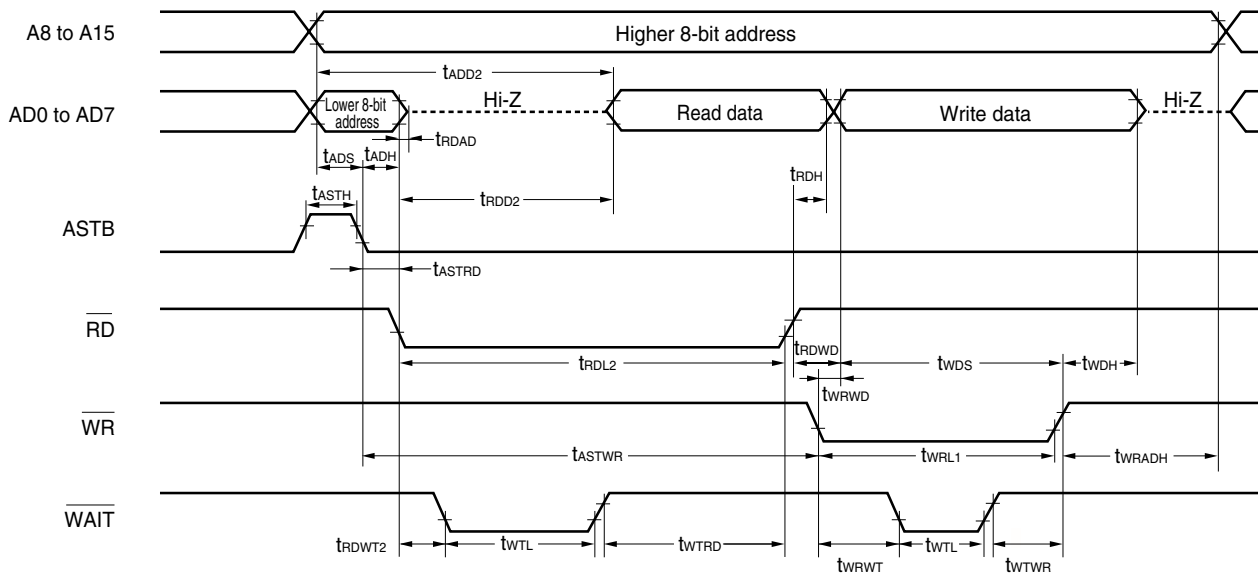 A8 to A15
Higher 8-bit address
tADD2
AD0 to AD7
Lower 8-bit
address
Hi-Z
Read data
Write data
Hi-Z
tRDAD
tADS
tADH
tRDH
tASTH
tRDD2
ASTB
tASTRD
RD
tRDL2
tRDWD
tWDS
tWDH
tWRWD
WR
tASTWR
tWRL1
tWRADH
WAIT
tRDWT2
tWTL
tWTRD
tWRWT
tWTL
tWTWR